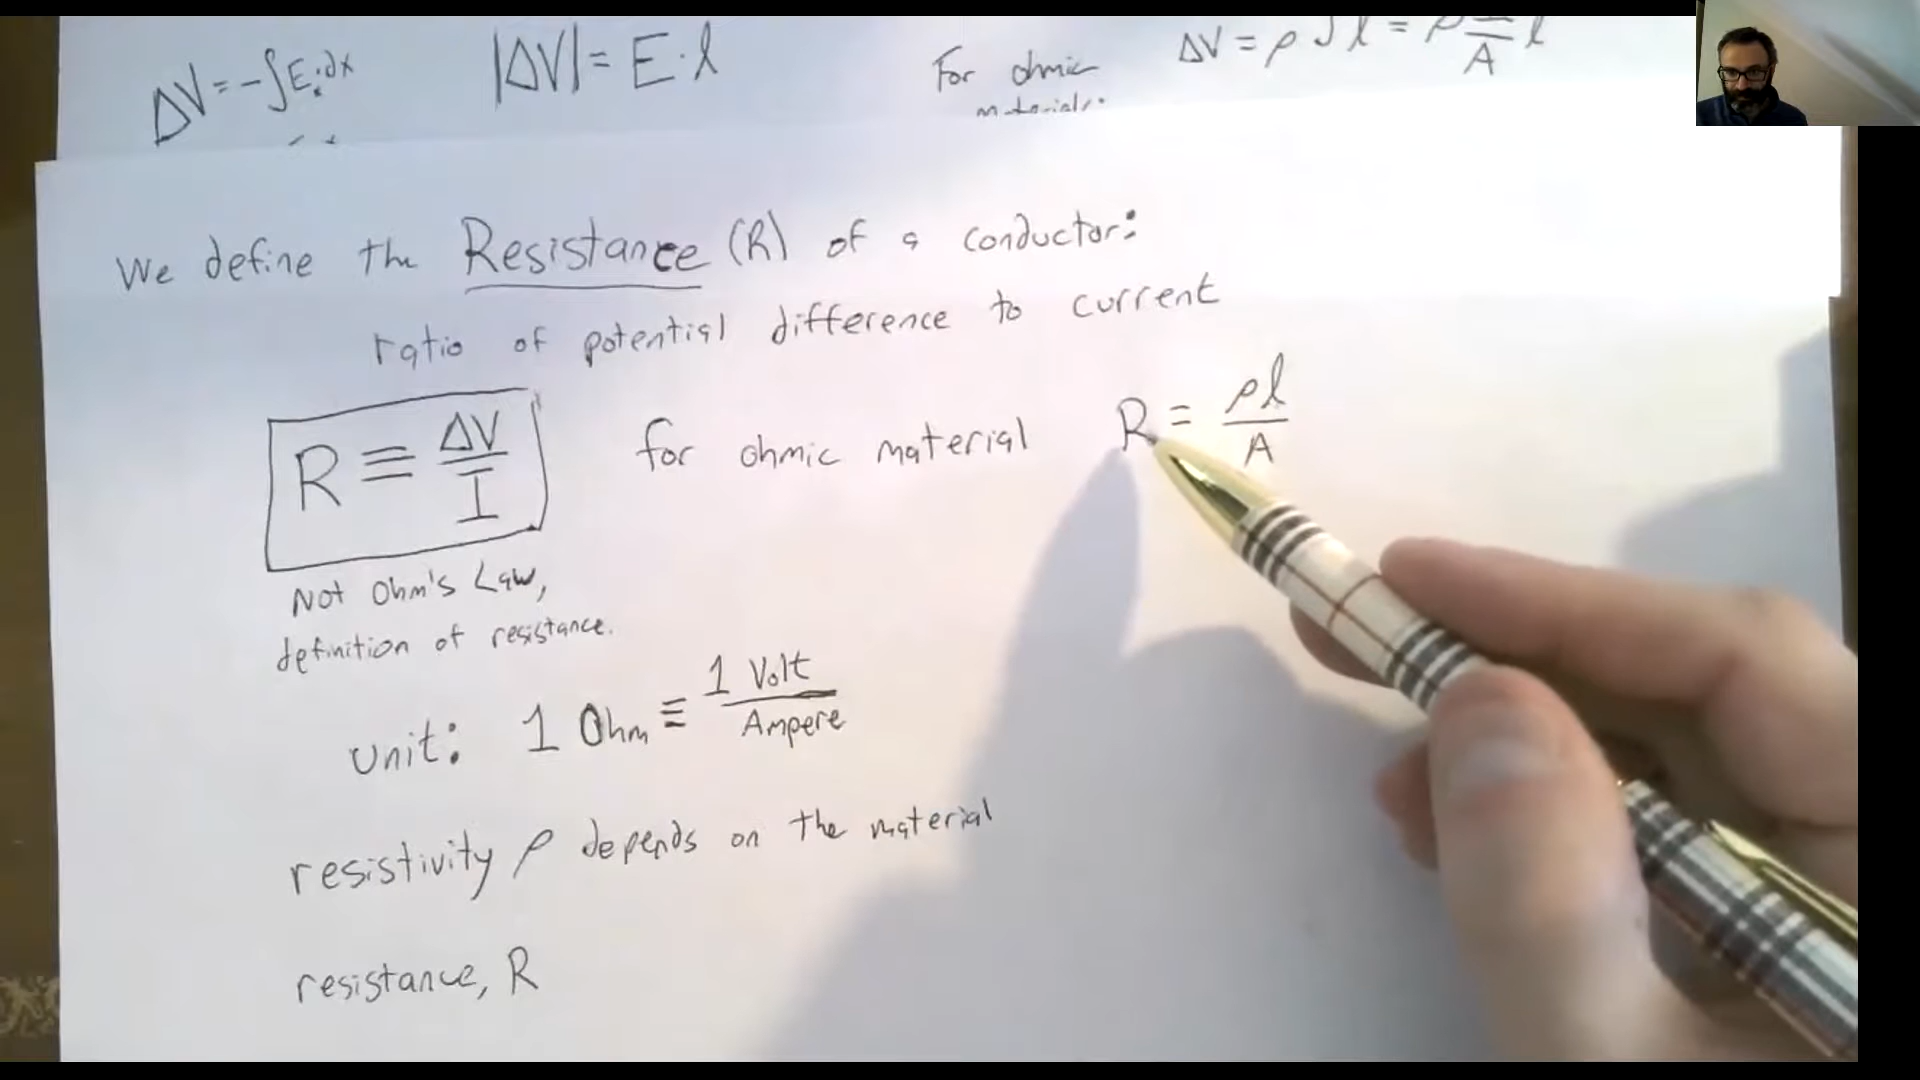 ΔV = -∫E·dx
|ΔV| = E·l
For ohmic
materials:
ΔV = ρJl = ρ I/A l
We define the Resistance (R) of a conductor:
ratio of potential difference to current
R ≡ ΔV/I
for ohmic material R = ρl/A
Not Ohm's Law,
definition of resistance.
unit: 1 Ohm ≡ 1 Volt/Ampere
resistivity ρ depends on the material
resistance, R